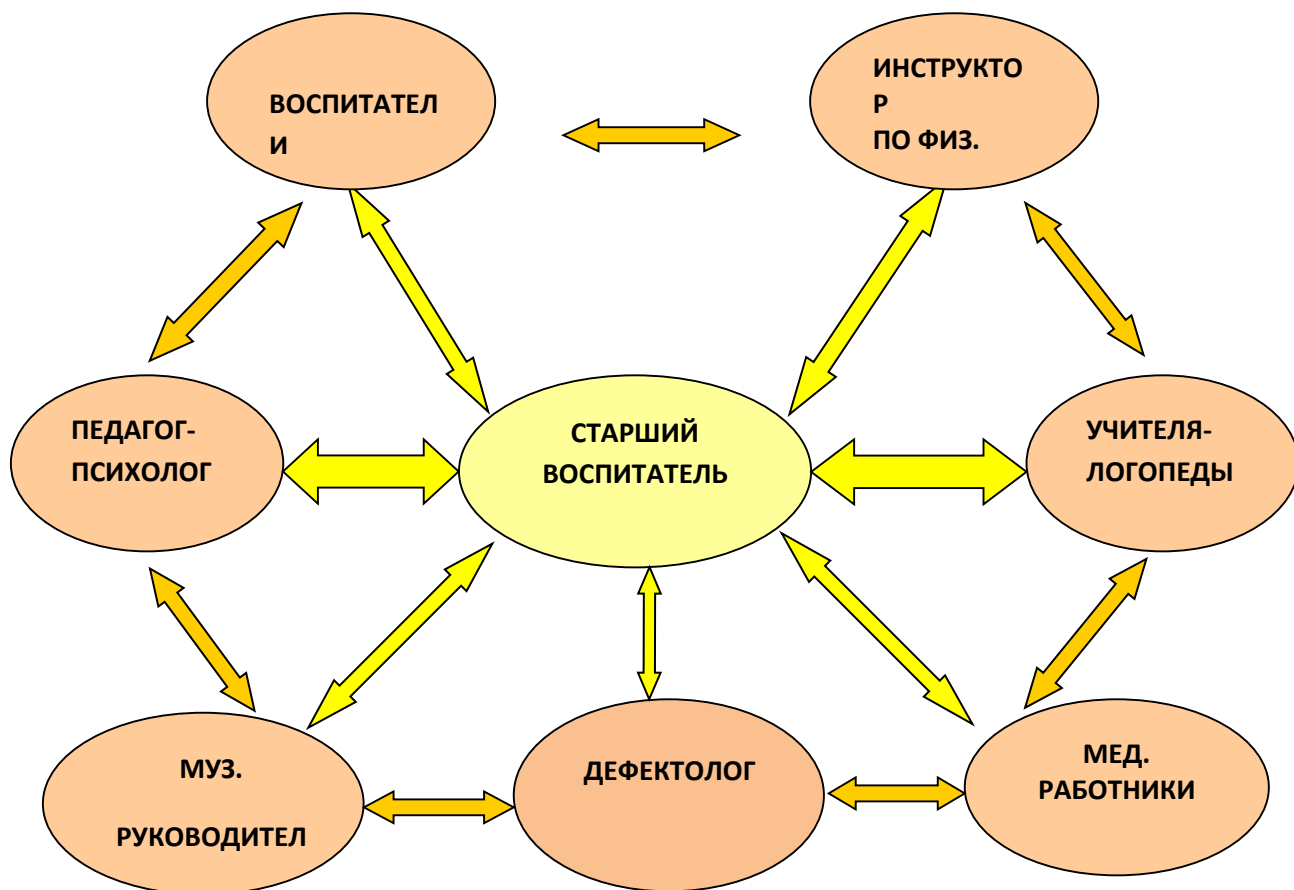 ВОСПИТАТЕЛ
И
ИНСТРУКТО
Р
ПО ФИЗ.
ПЕДАГОГ-
ПСИХОЛОГ
СТАРШИЙ
ВОСПИТАТЕЛЬ
УЧИТЕЛЯ-
ЛОГОПЕДЫ
МУЗ.
РУКОВОДИТЕЛ
ДЕФЕКТОЛОГ
МЕД.
РАБОТНИКИ